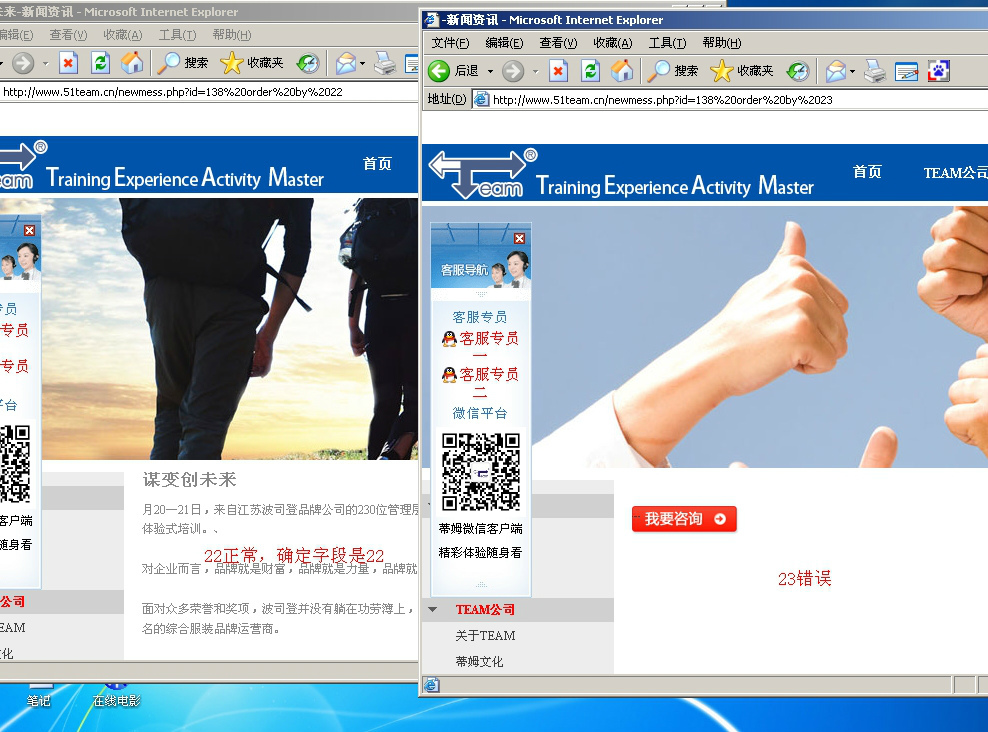 未来-新闻资讯 - Microsoft Internet Explorer
编辑(E) 查看(V) 收藏(A) 工具(T) 帮助(H)
搜索 收藏夹
http://www.51team.cn/newmess.php?id=138%20order%20by%2022
eam Training Experience Activity Master 首页
专员
专员
专员
平台
客户端
随身看
公司
TEAM
文化
谋变创未来
月20—21日，来自江苏波司登品牌公司的230位管理层
体验式培训。、
22正常，确定字段是22
对企业而言，品牌就是财富，品牌就是力量，品牌就
面对众多荣誉和奖项，波司登并没有躺在功劳簿上，
名的综合服装品牌运营商。
-新闻资讯 - Microsoft Internet Explorer
文件(F) 编辑(E) 查看(V) 收藏(A) 工具(T) 帮助(H)
后退 搜索 收藏夹
地址(D) http://www.51team.cn/newmess.php?id=138%20order%20by%2023
Team Training Experience Activity Master 首页 TEAM公司
客服导航
客服专员
客服专员
一
客服专员
二
微信平台
蒂姆微信客户端
精彩体验随身看
TEAM公司
关于TEAM
蒂姆文化
我要咨询
23错误
笔记 在线电影